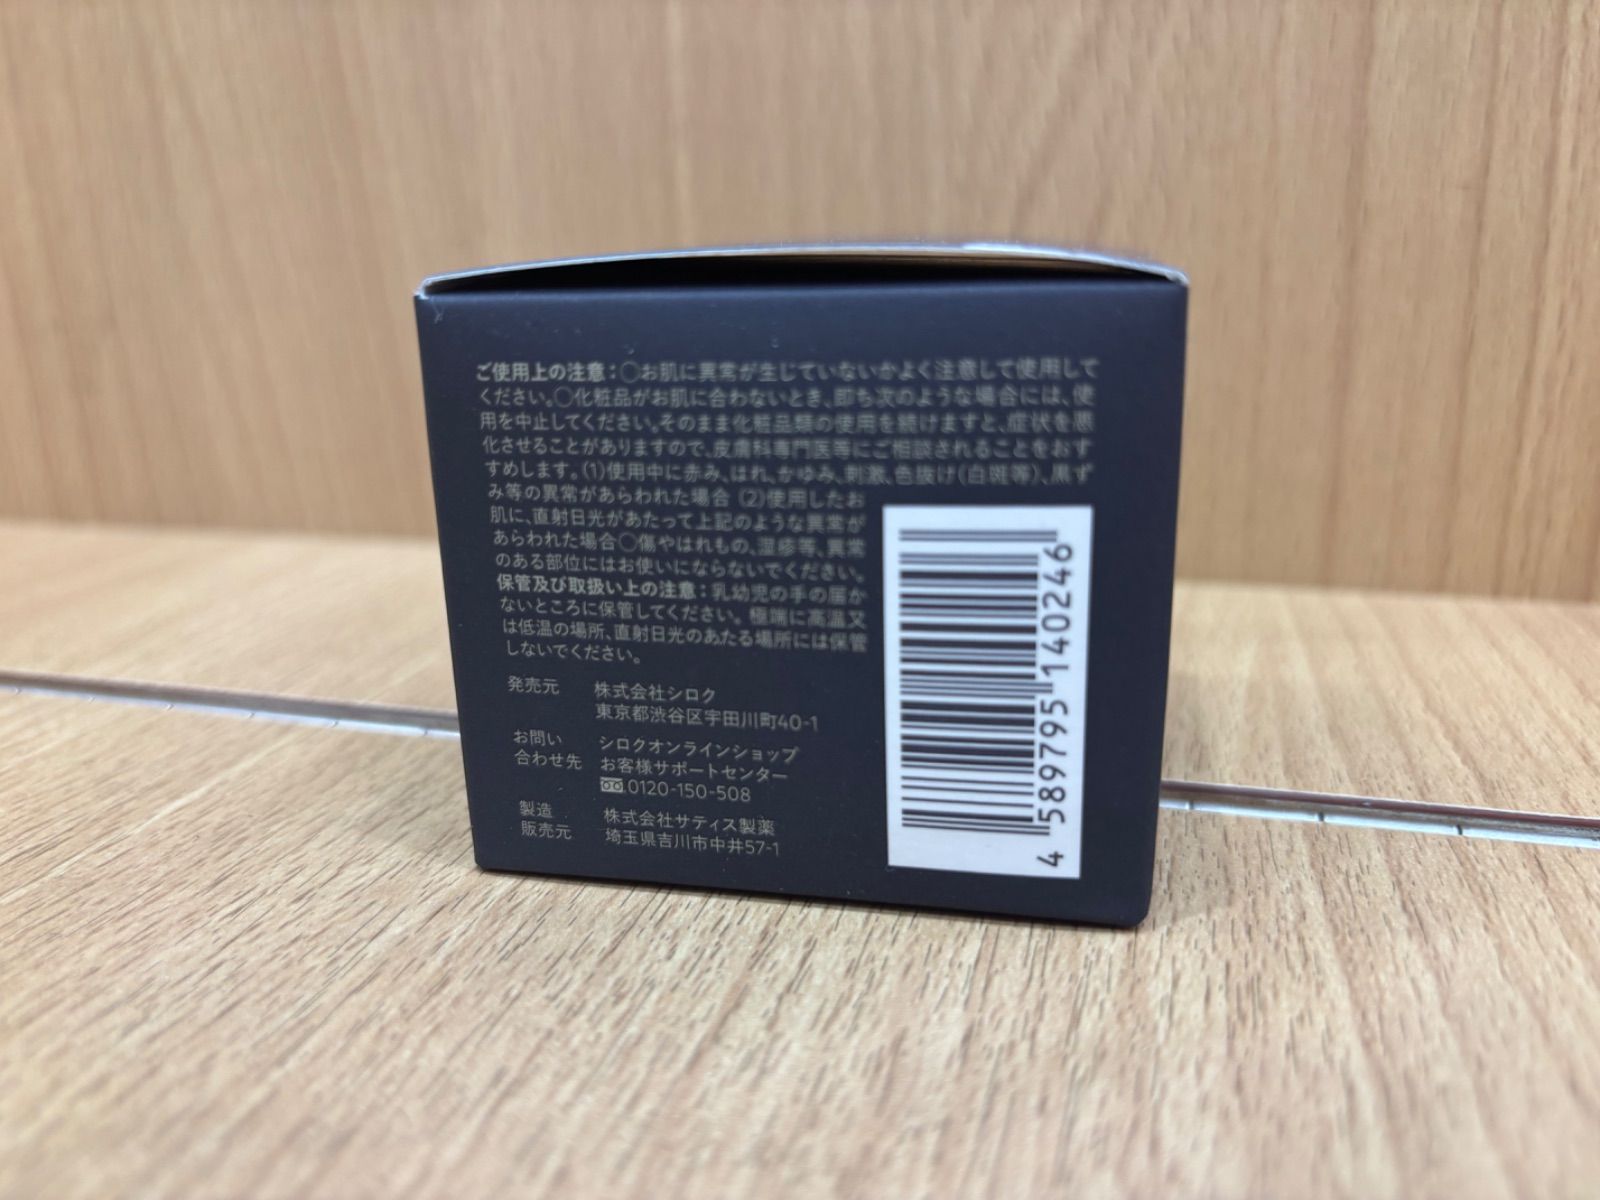 ご使用上の注意：〇お肌に異常が生じていないかよく注意して使用して
ください。〇化粧品がお肌に合わないとき、即ち次のような場合には、使
用を中止してください。そのまま化粧品類の使用を続けますと、症状を悪
化させることがありますので、皮膚科専門医等にご相談されることをおす
すめします。(1)使用中に赤み、はれ、かゆみ、刺激、色抜け(白斑等)、黒ず
み等の異常があらわれた場合 (2)使用したお
肌に、直射日光があたって上記のような異常が
あらわれた場合〇傷やはれもの、湿疹等、異常
のある部位にはお使いにならないでください。
保管及び取扱い上の注意：乳幼児の手の届か
ないところに保管してください。極端に高温又
は低温の場所、直射日光のあたる場所には保管
しないでください。
発売元 株式会社シロク
東京都渋谷区宇田川町40-1
お問い シロクオンラインショップ
合わせ先 お客様サポートセンター
0120-150-508
製造 株式会社サティス製薬
販売元 埼玉県吉川市中井57-1
4 589795 140246